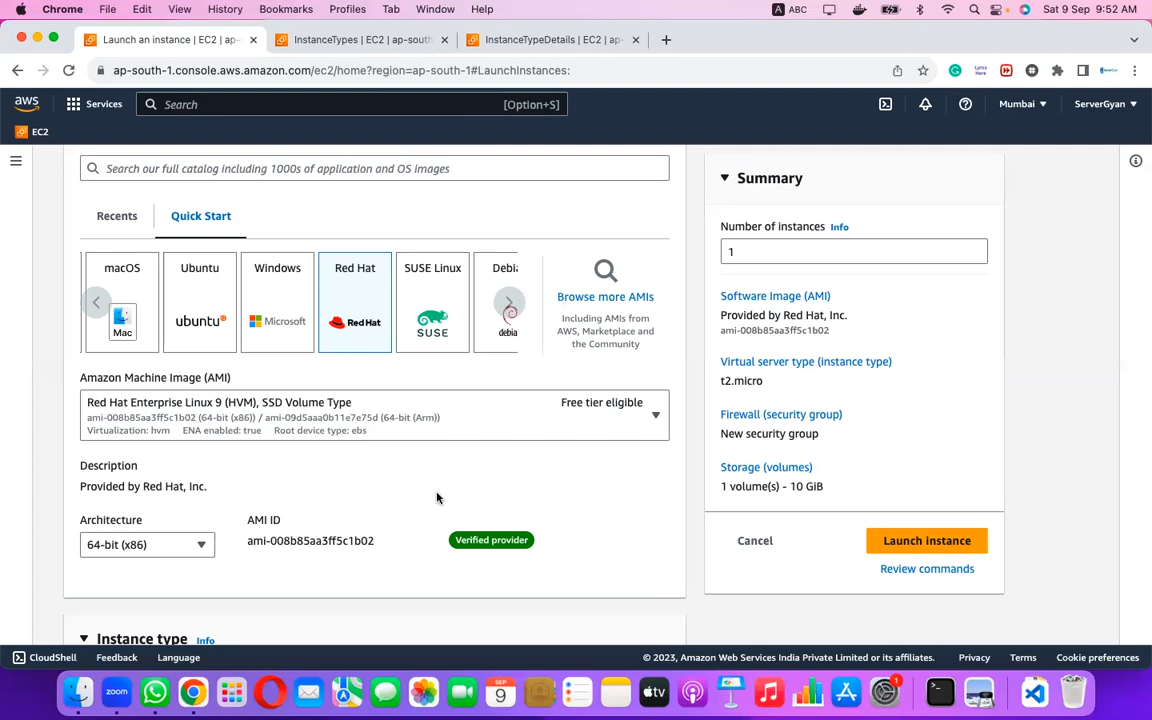 Chrome File Edit View History Bookmarks Profiles Tab Window Help ABC Sat 9 Sep 9:52 AM
Launch an instance | EC2 | ap- InstanceTypes | EC2 | ap-south InstanceTypeDetails | EC2 | ap-
ap-south-1.console.aws.amazon.com/ec2/home?region=ap-south-1#LaunchInstances:
aws Services Search [Option+S] Mumbai ServerGyan
EC2
Search our full catalog including 1000s of application and OS images
Recents Quick Start
macOS Ubuntu Windows Red Hat SUSE Linux Debia
Mac ubuntu Microsoft Red Hat SUSE debia
Browse more AMIs
Including AMIs from
AWS, Marketplace and
the Community
Amazon Machine Image (AMI)
Red Hat Enterprise Linux 9 (HVM), SSD Volume Type Free tier eligible
ami-008b85aa3ff5c1b02 (64-bit (x86)) / ami-09d5aaa0b11e7e75d (64-bit (Arm))
Virtualization: hvm ENA enabled: true Root device type: ebs
Description
Provided by Red Hat, Inc.
Architecture AMI ID
64-bit (x86) ami-008b85aa3ff5c1b02 Verified provider
Instance type Info
Summary
Number of instances Info
1
Software Image (AMI)
Provided by Red Hat, Inc.
ami-008b85aa3ff5c1b02
Virtual server type (instance type)
t2.micro
Firewall (security group)
New security group
Storage (volumes)
1 volume(s) - 10 GiB
Cancel Launch instance
Review commands
CloudShell Feedback Language © 2023, Amazon Web Services India Private Limited or its affiliates. Privacy Terms Cookie preferences
zoom SEP 9 tv 1